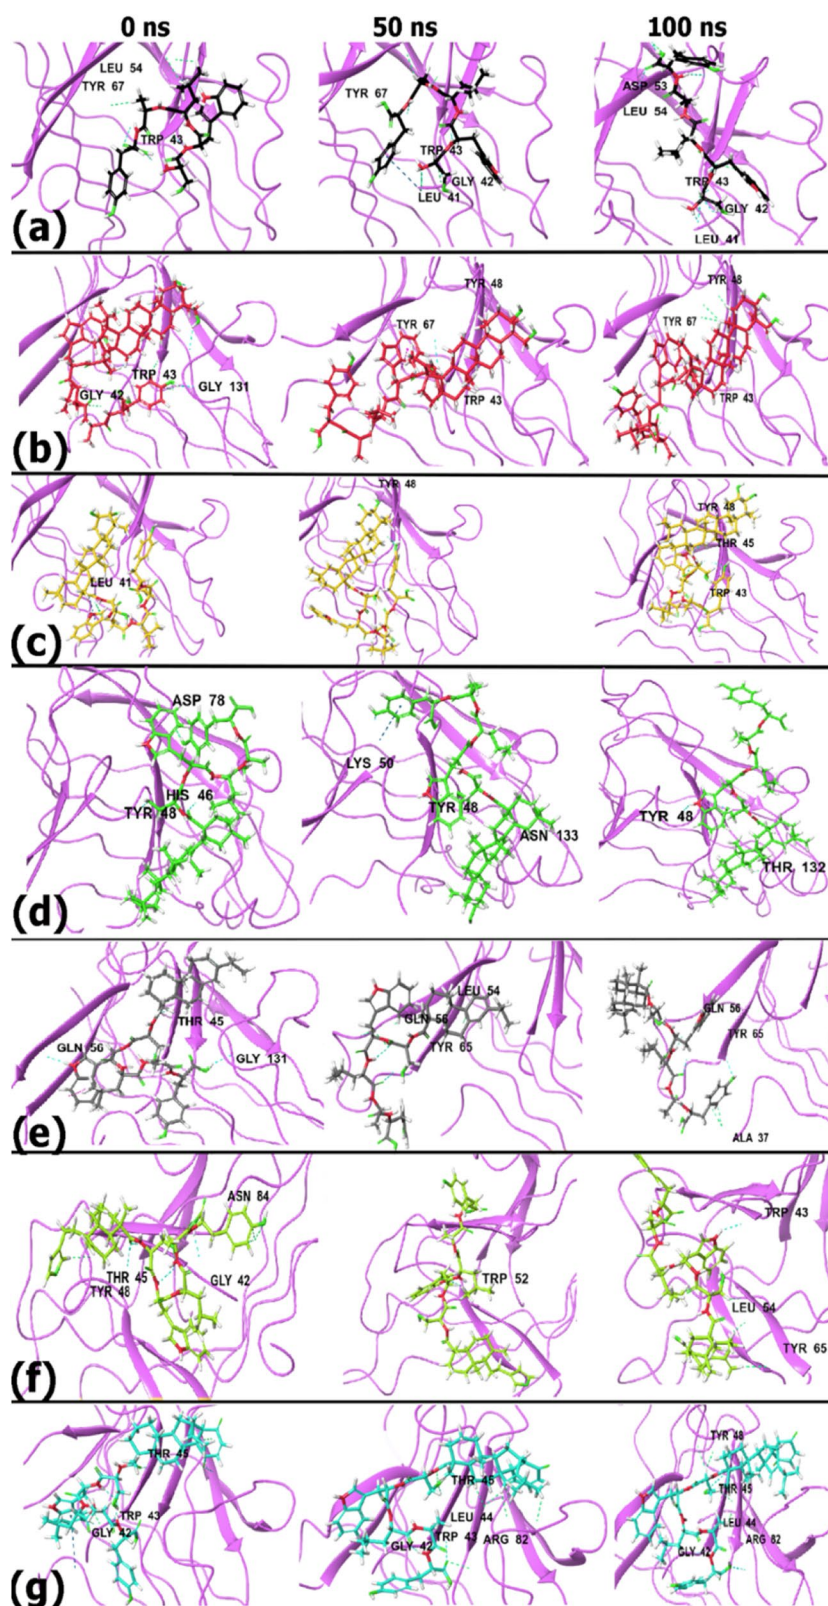 0 ns 50 ns 100 ns
LEU 54
TYR 67
TRP 43
TYR 67
TRP 43
GLY 42
LEU 41
ASP 53
LEU 54
TRP 43
GLY 42
LEU 41
(a)
TRP 43
GLY 42
GLY 131
TYR 48
TYR 67
TRP 43
TYR 48
TYR 67
TRP 43
(b)
LEU 41
TYR 48
TYR 48
THR 45
TRP 43
(c)
ASP 78
HIS 46
TYR 48
LYS 50
TYR 48
ASN 133
TYR 48
THR 132
(d)
THR 45
GLN 56
GLY 131
LEU 54
GLN 56
TYR 65
GLN 56
TYR 65
ALA 37
(e)
ASN 84
THR 45
GLY 42
TYR 48
TRP 52
TRP 43
LEU 54
TYR 65
(f)
THR 45
TRP 43
GLY 42
THR 45
LEU 44
TRP 43
GLY 42
ARG 82
TYR 48
THR 45
LEU 44
ARG 82
GLY 42
(g)